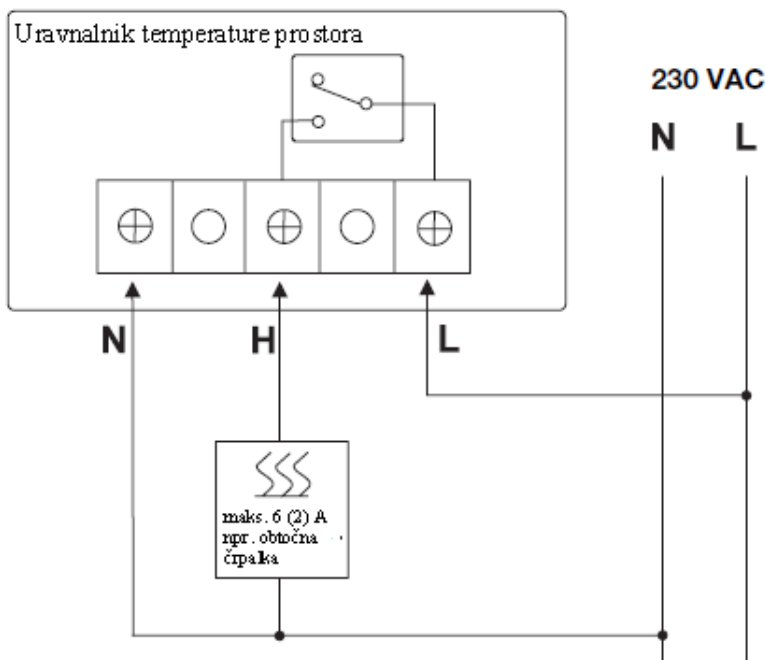 Uravnalnik temperature prostora
230 VAC
N L
N H L
maks. 6 (2) A
npr. obtočna
črpalka